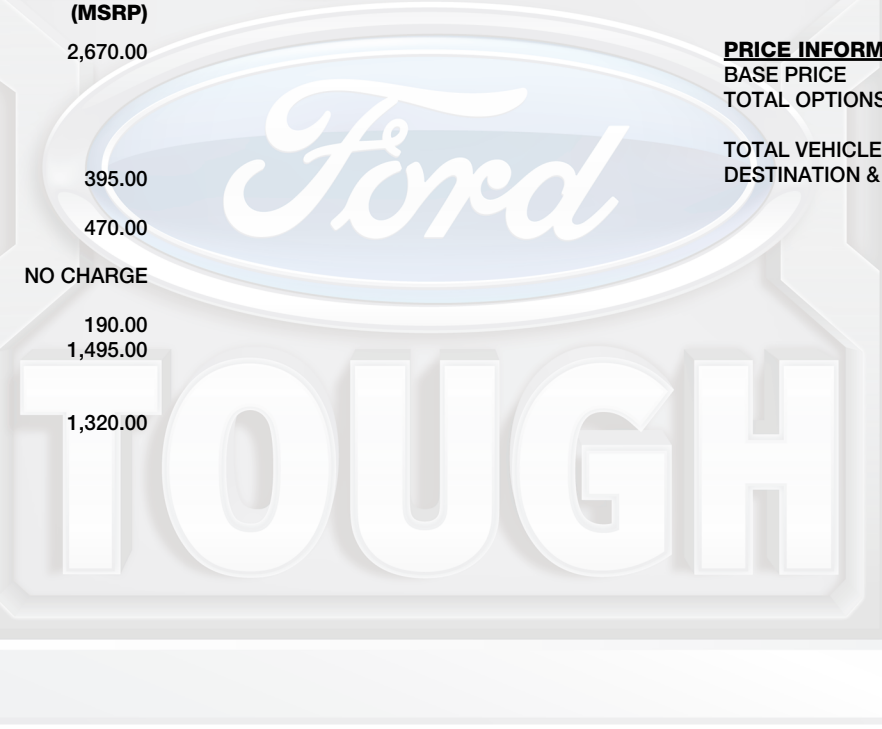 (MSRP)
2,670.00
395.00
470.00
NO CHARGE
190.00
1,495.00
1,320.00
PRICE INFORM
BASE PRICE
TOTAL OPTIONS
TOTAL VEHICLE
DESTINATION &
Ford
TOUGH